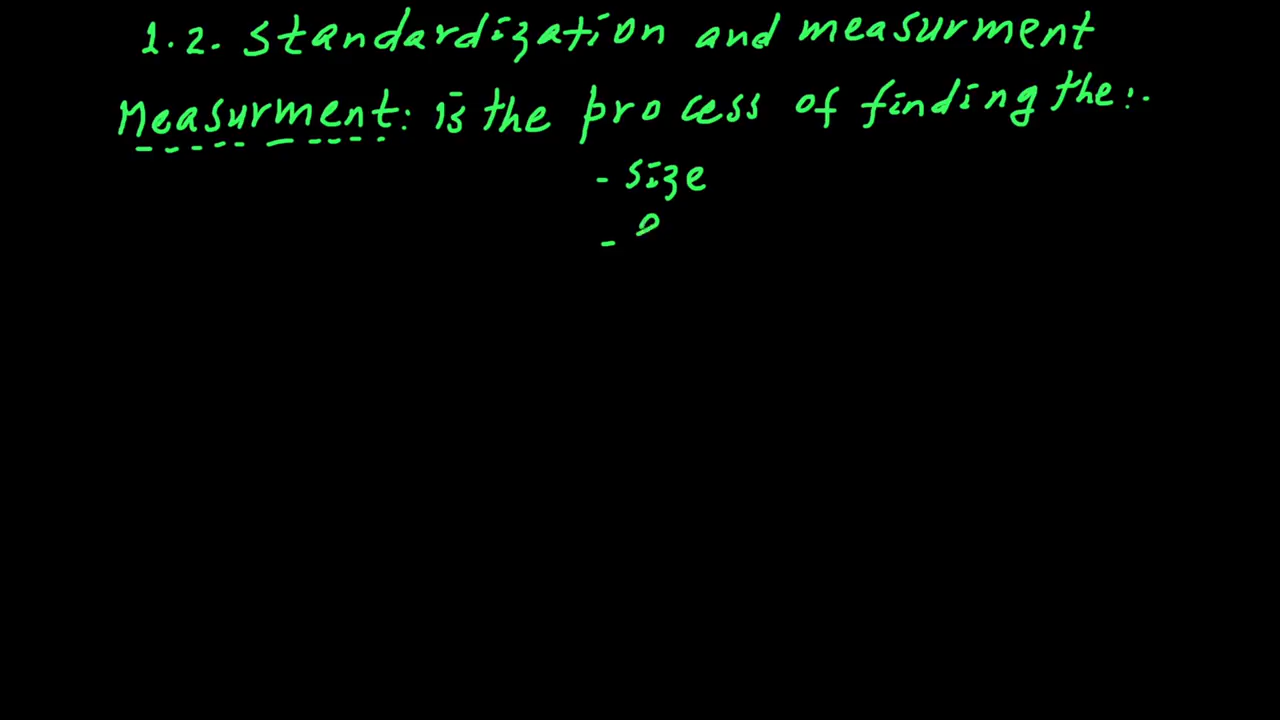 1.2. standardization and measurment
Measurment: is the process of finding the:.
- size
-